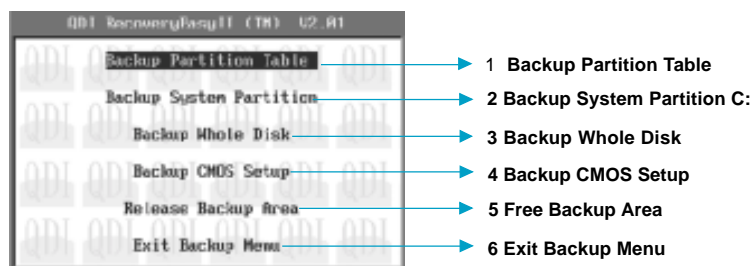 QDI RecoveryEasyII (TM) V2.01
Backup Partition Table
1 Backup Partition Table
Backup System Partition
2 Backup System Partition C:
Backup Whole Disk
3 Backup Whole Disk
Backup CMOS Setup
4 Backup CMOS Setup
Release Backup Area
5 Free Backup Area
Exit Backup Menu
6 Exit Backup Menu